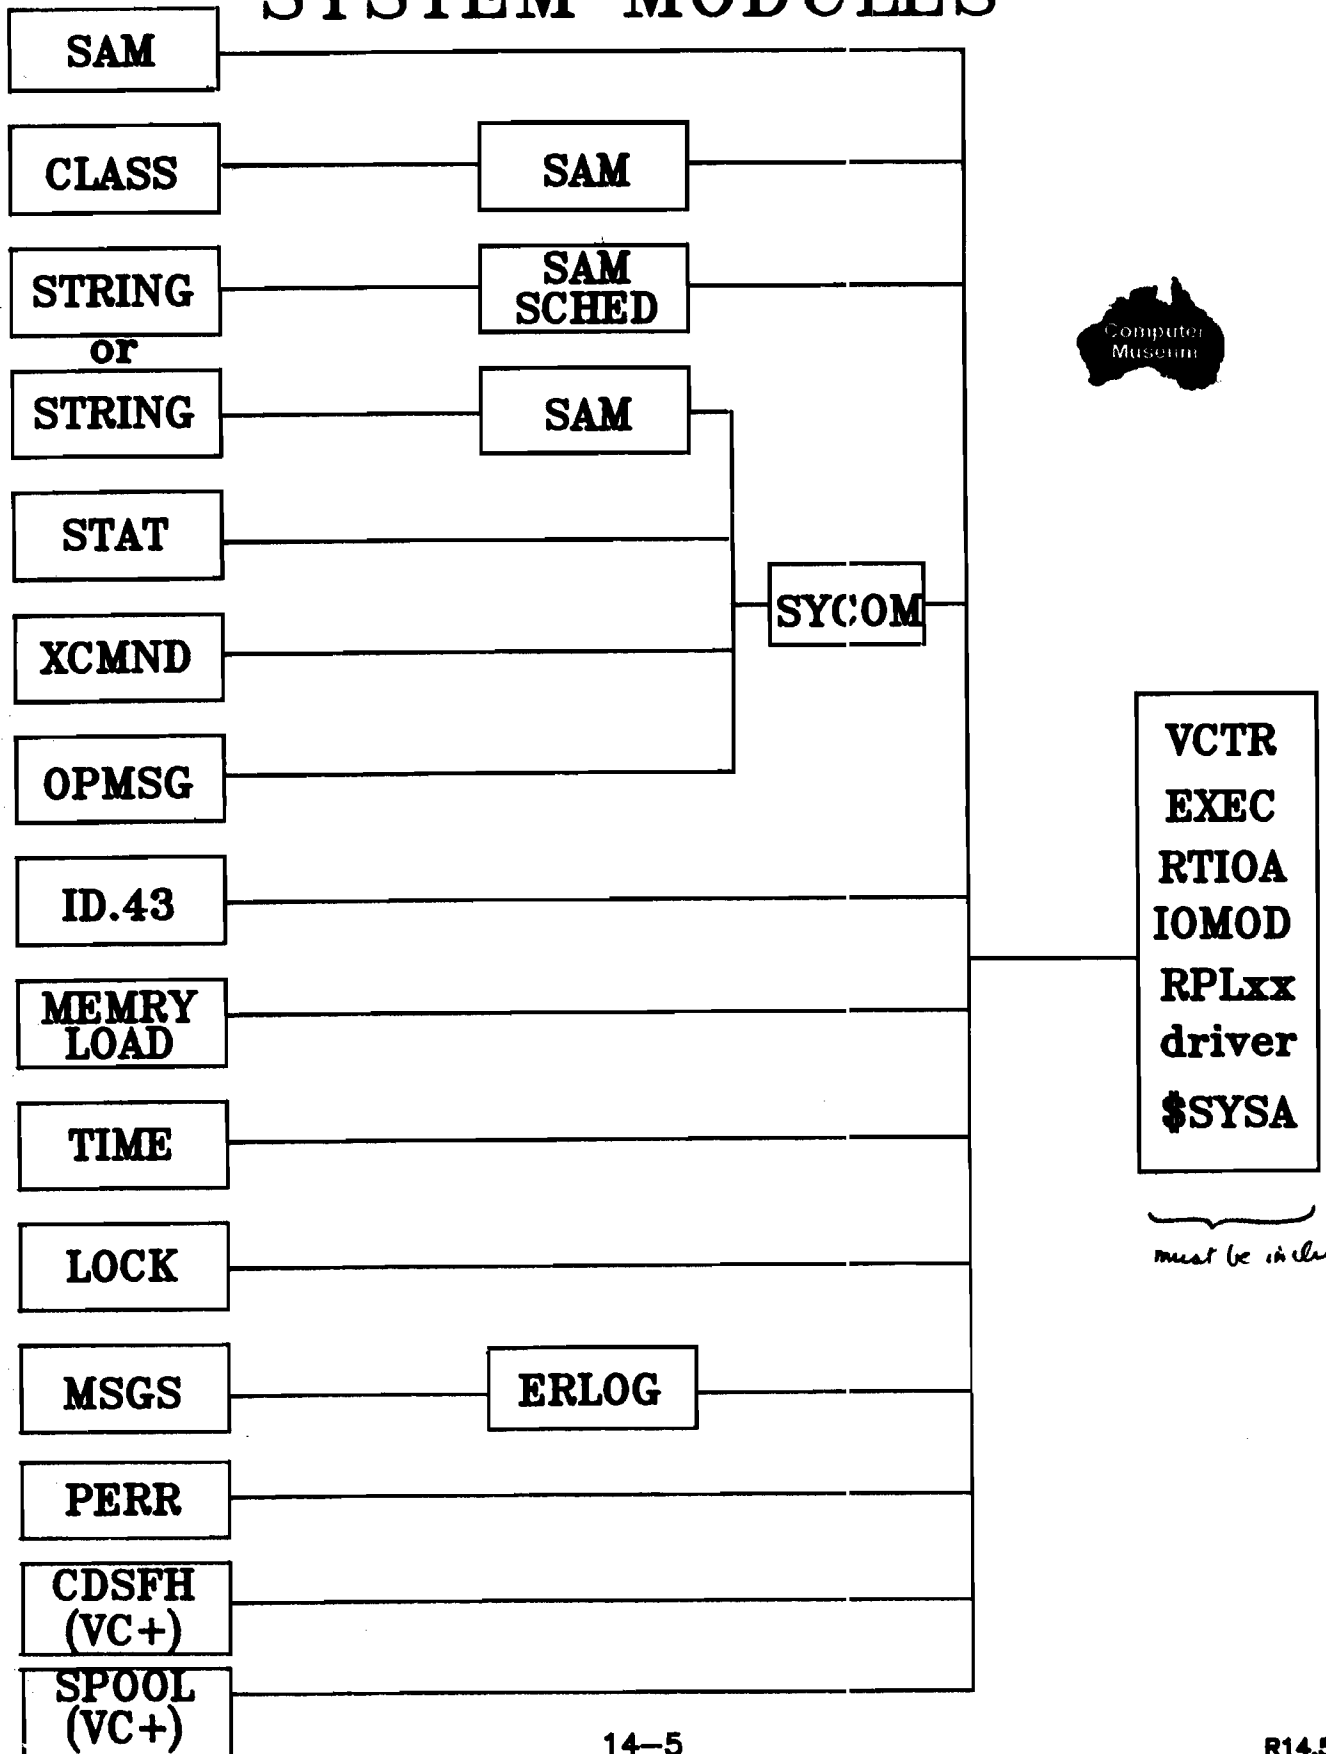 SYSTEM MODULES
SAM
CLASS
SAM
STRING
SAM
SCHED
or
STRING
SAM
STAT
SYCOM
XCMND
OPMSG
ID.43
MEMRY
LOAD
TIME
LOCK
MSGS
ERLOG
PERR
CDSFH
(VC+)
SPOOL
(VC+)
Computer
Museum
VCTR
EXEC
RTIOA
IOMOD
RPLxx
driver
$SYSA
must be
14-5
R14.5